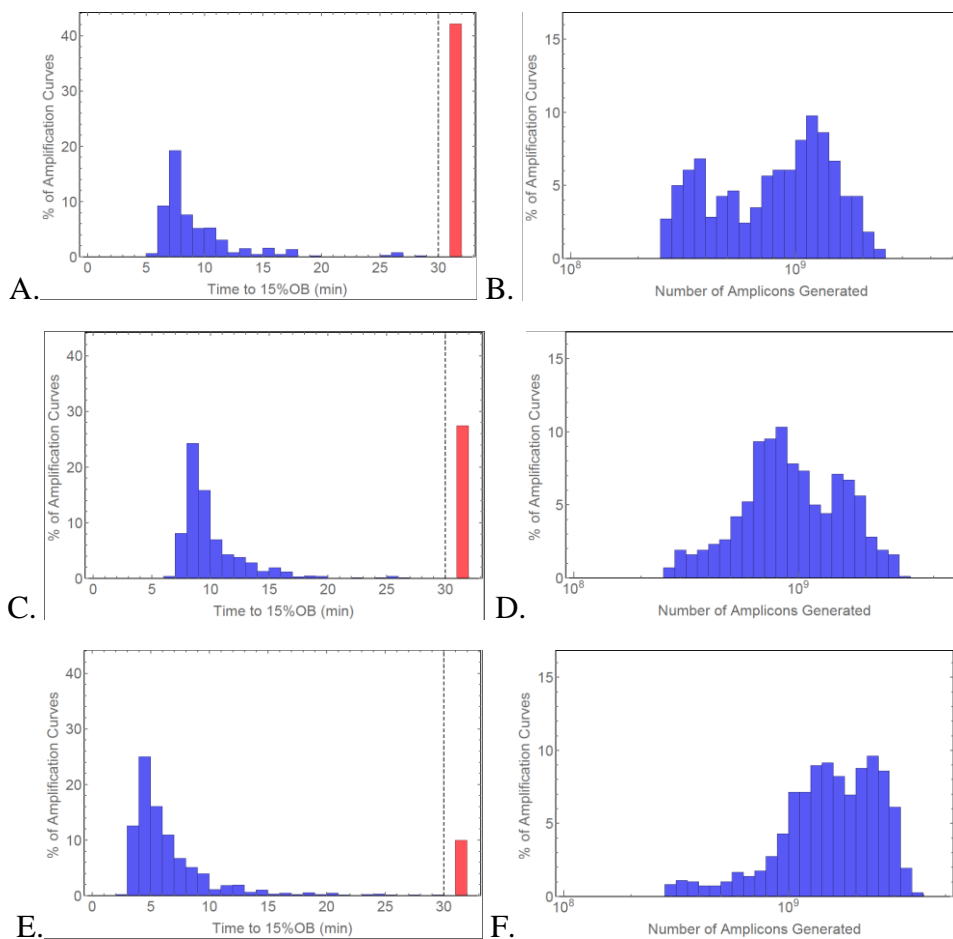 % of Amplification Curves
40
30
20
10
0
0 5 10 15 20 25 30
Time to 15%OB (min)
A.
% of Amplification Curves
15
10
5
0
10^8 10^9
Number of Amplicons Generated
B.
% of Amplification Curves
40
30
20
10
0
0 5 10 15 20 25 30
Time to 15%OB (min)
C.
% of Amplification Curves
15
10
5
0
10^8 10^9
Number of Amplicons Generated
D.
% of Amplification Curves
40
30
20
10
0
0 5 10 15 20 25 30
Time to 15%OB (min)
E.
% of Amplification Curves
15
10
5
0
10^8 10^9
Number of Amplicons Generated
F.